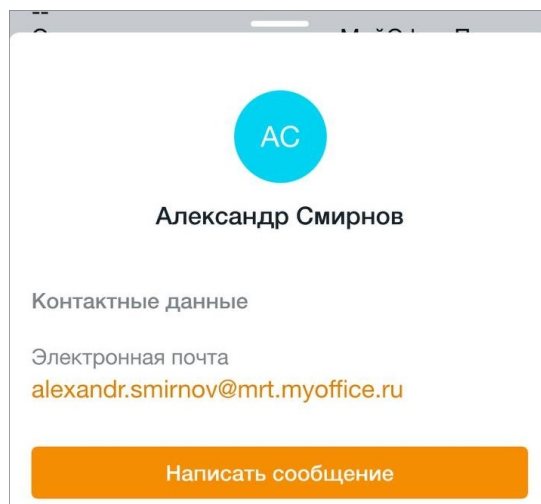 АС
Александр Смирнов
Контактные данные
Электронная почта
alexandr.smirnov@mrt.myoffice.ru
Написать сообщение